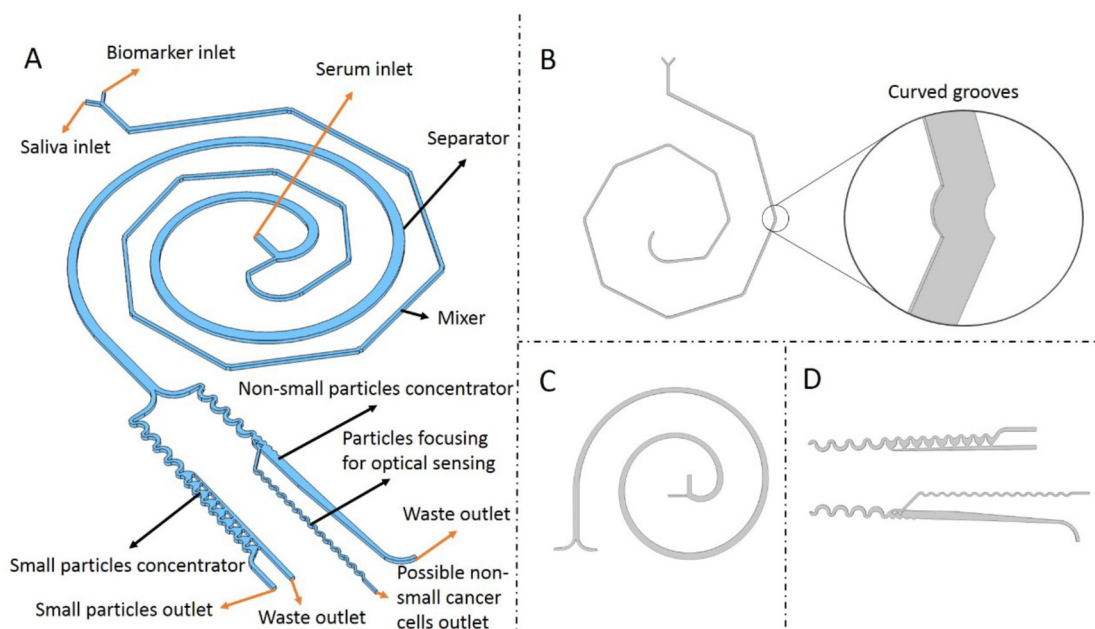 A
Biomarker inlet
Serum inlet
Saliva inlet
Separator
Mixer
Non-small particles concentrator
Particles focusing
for optical sensing
Waste outlet
Small particles concentrator
Small particles outlet
Waste outlet
Possible non-
small cancer
cells outlet
B
Curved grooves
C
D